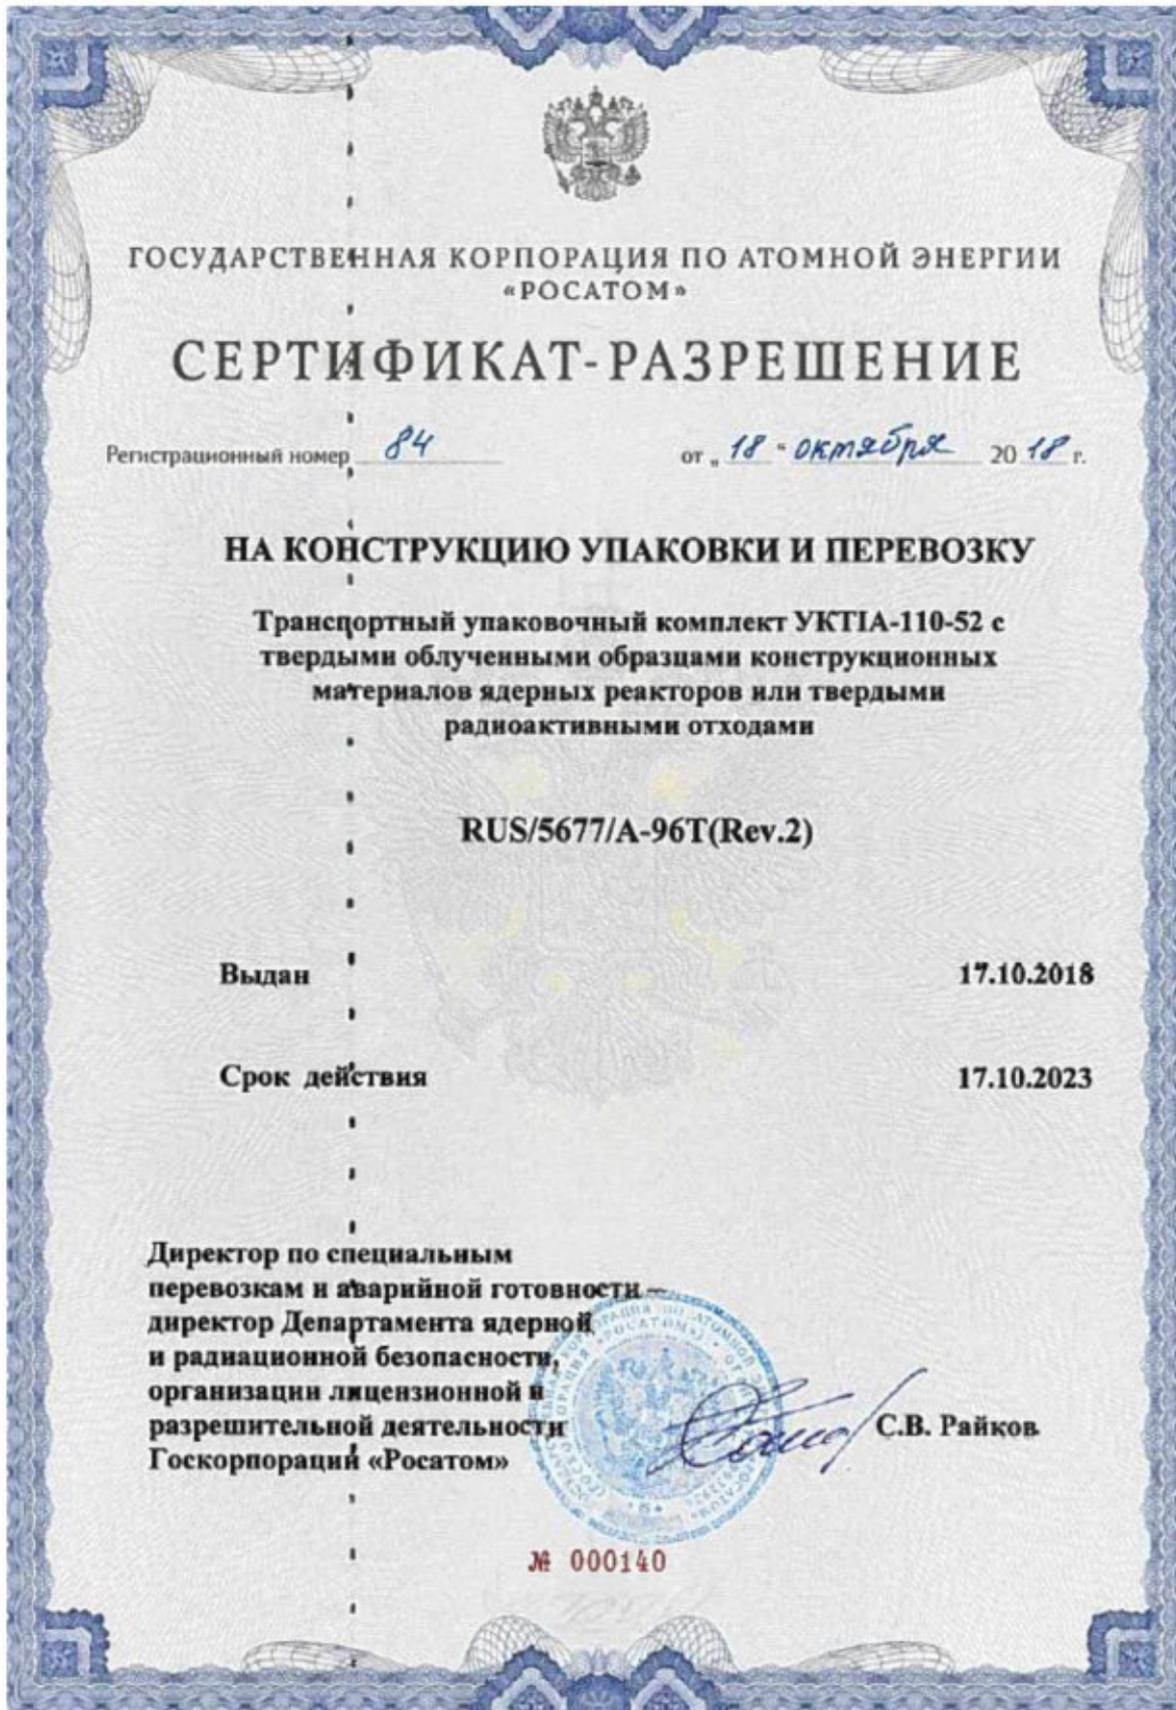 ГОСУДАРСТВЕННАЯ КОРПОРАЦИЯ ПО АТОМНОЙ ЭНЕРГИИ
«РОСАТОМ»
СЕРТИФИКАТ-РАЗРЕШЕНИЕ
Регистрационный номер 84 от „ 18 “ октября 20 18 г.
НА КОНСТРУКЦИЮ УПАКОВКИ И ПЕРЕВОЗКУ
Транспортный упаковочный комплект УКТIА-110-52 с
твердыми облученными образцами конструкционных
материалов ядерных реакторов или твердыми
радиоактивными отходами
RUS/5677/A-96T(Rev.2)
Выдан 17.10.2018
Срок действия 17.10.2023
Директор по специальным
перевозкам и аварийной готовности –
директор Департамента ядерной
и радиационной безопасности,
организации лицензионной и
разрешительной деятельности
Госкорпораций «Росатом»
С.В. Райков
№ 000140